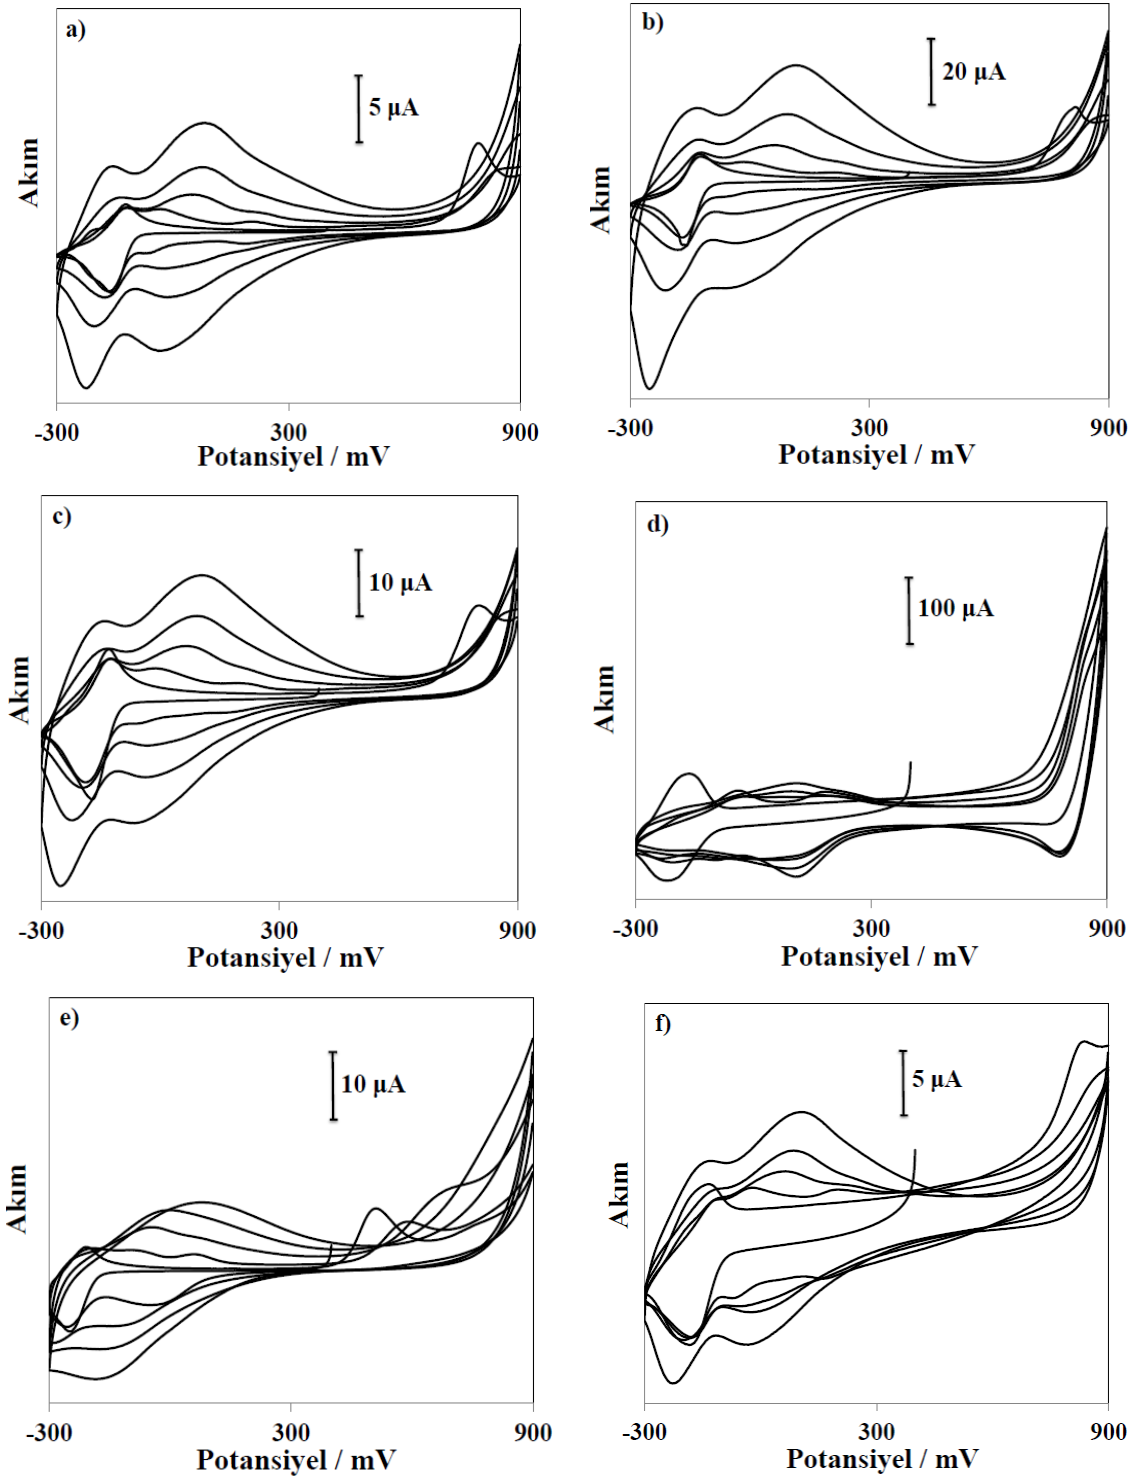 a)
5 µA
Akım
-300 300 900
Potansiyel / mV
b)
20 µA
Akım
-300 300 900
Potansiyel / mV
c)
10 µA
Akım
-300 300 900
Potansiyel / mV
d)
100 µA
Akım
-300 300 900
Potansiyel / mV
e)
10 µA
Akım
-300 300 900
Potansiyel / mV
f)
5 µA
Akım
-300 300 900
Potansiyel / mV